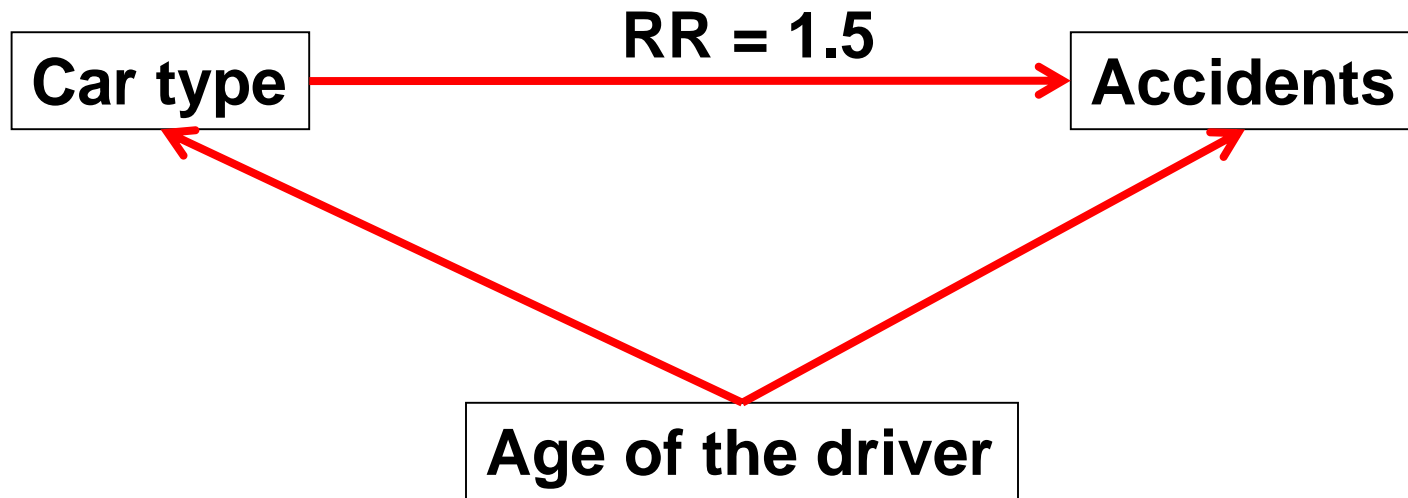 RR = 1.5
Car type
Accidents
Age of the driver